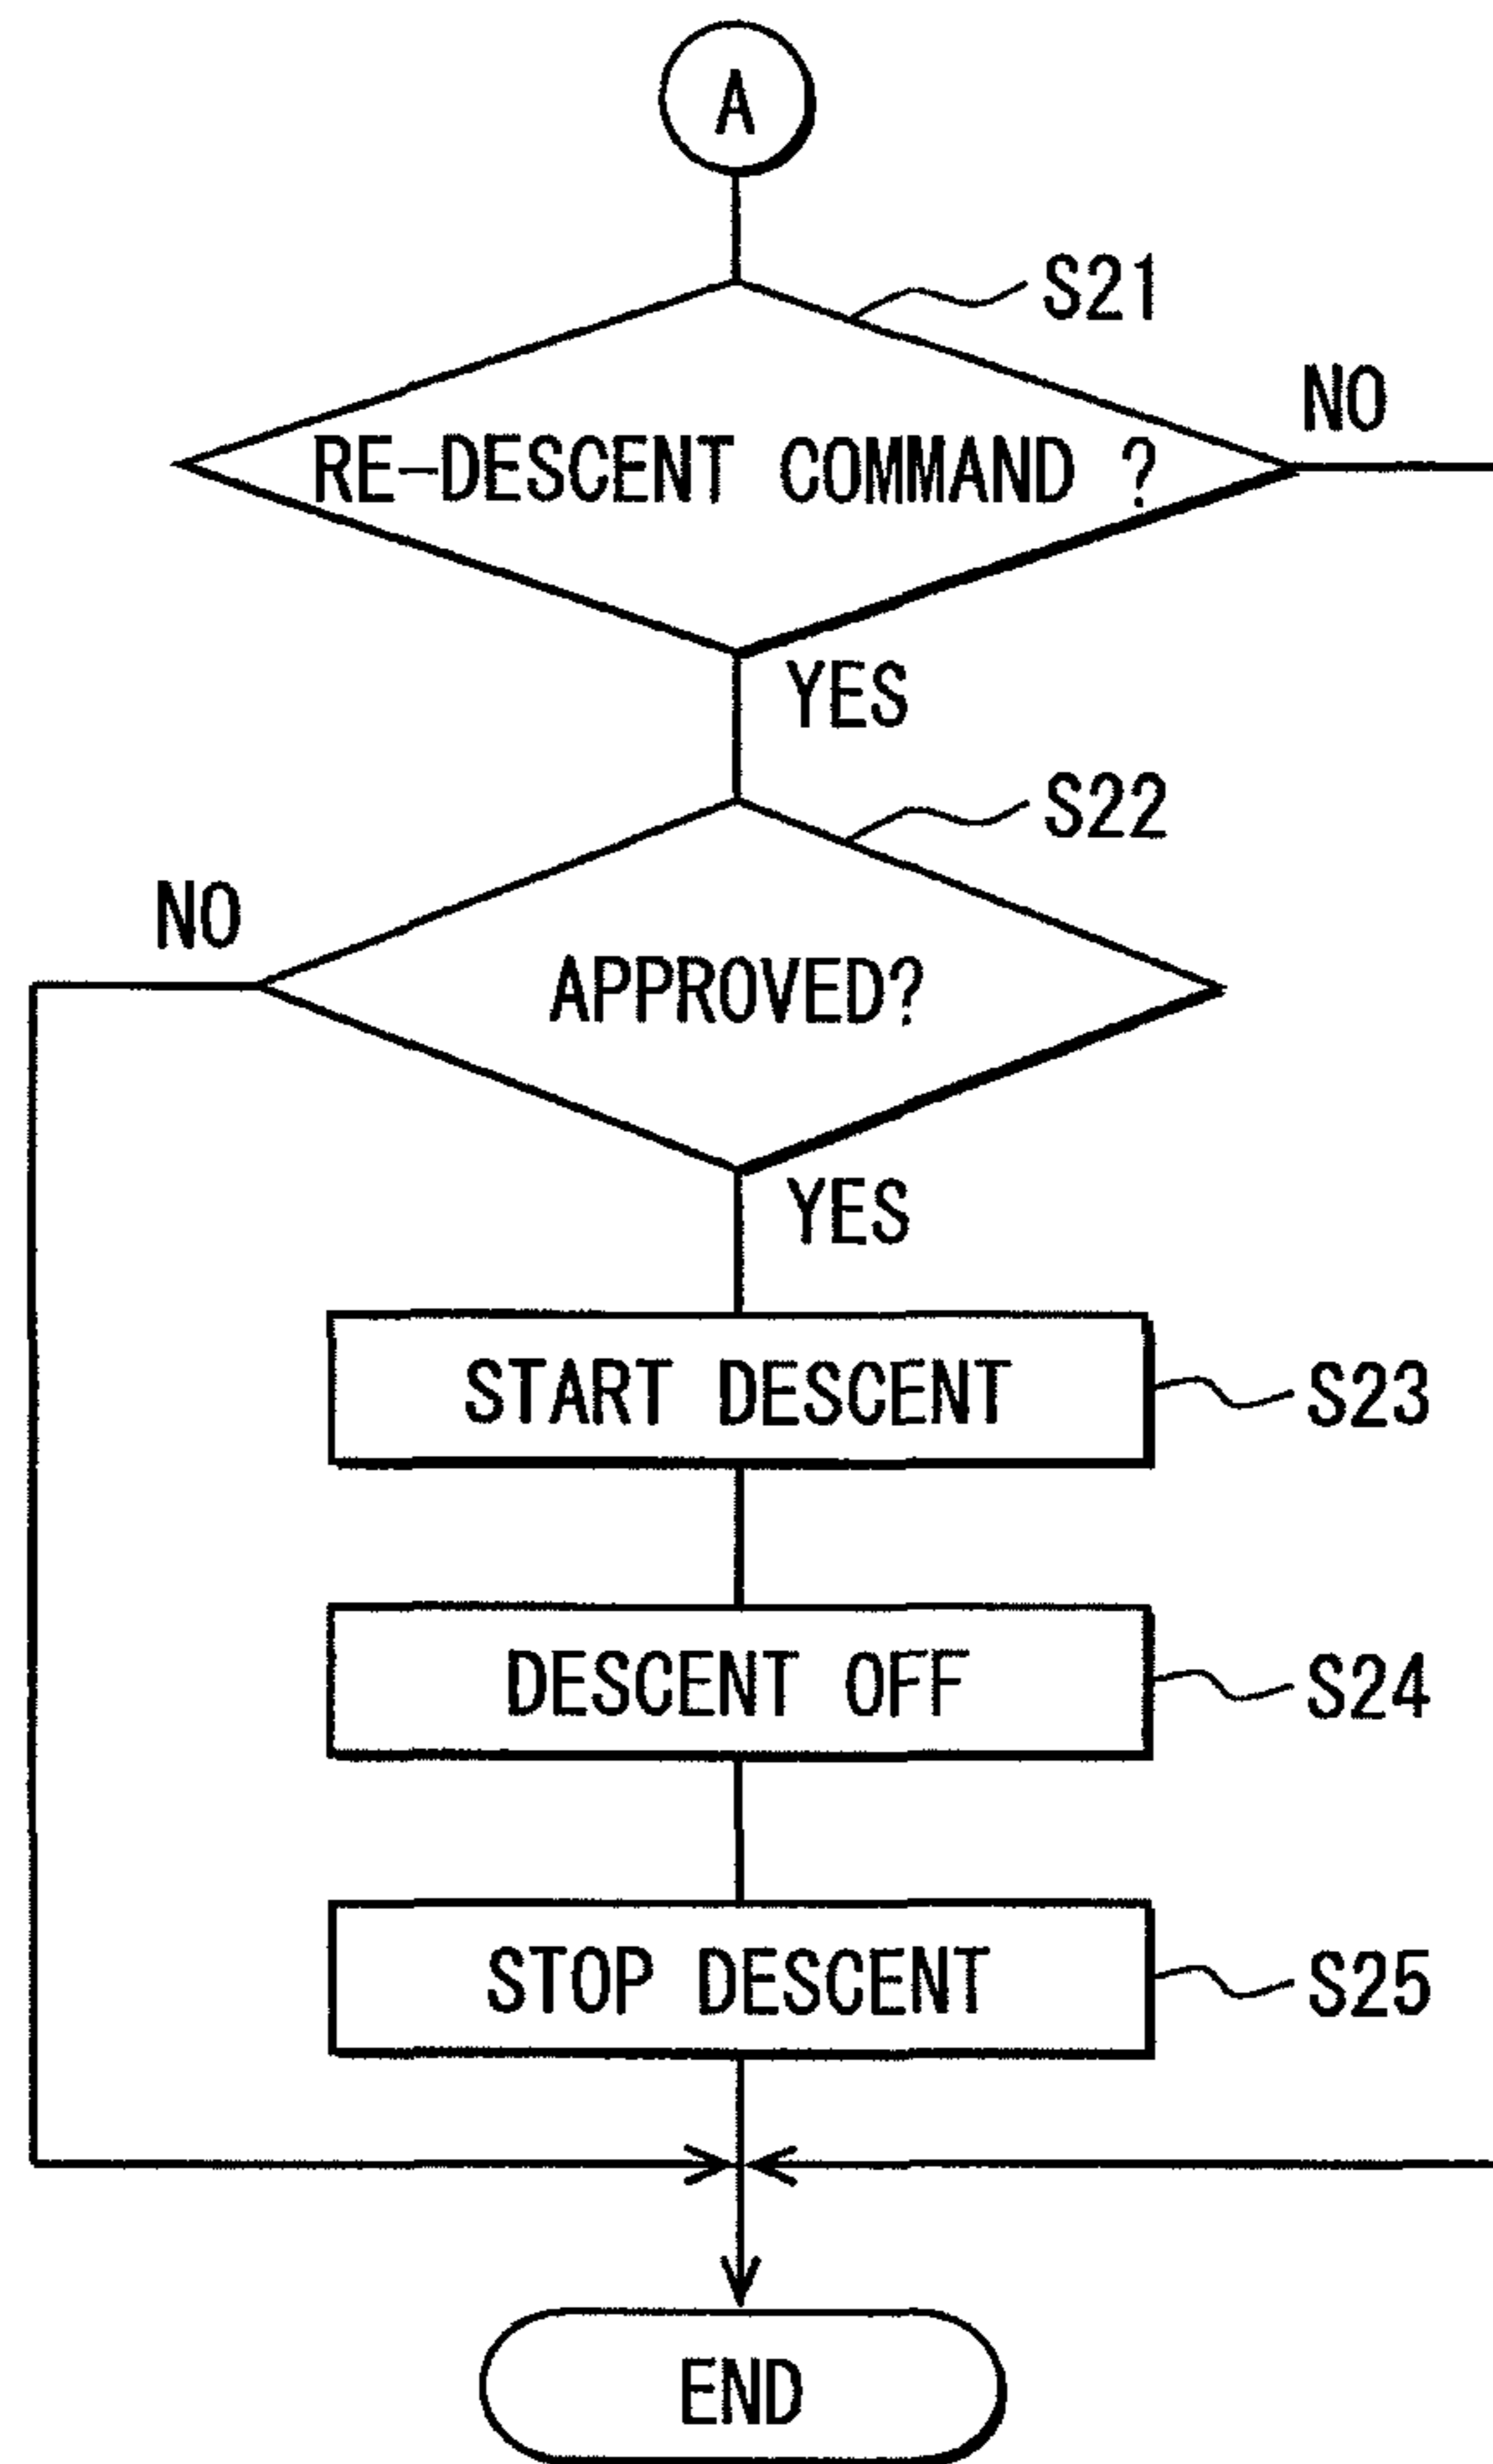 A
S21
NO
RE-DESCENT COMMAND ?
YES
S22
NO
APPROVED?
YES
START DESCENT
S23
DESCENT OFF
S24
STOP DESCENT
S25
END